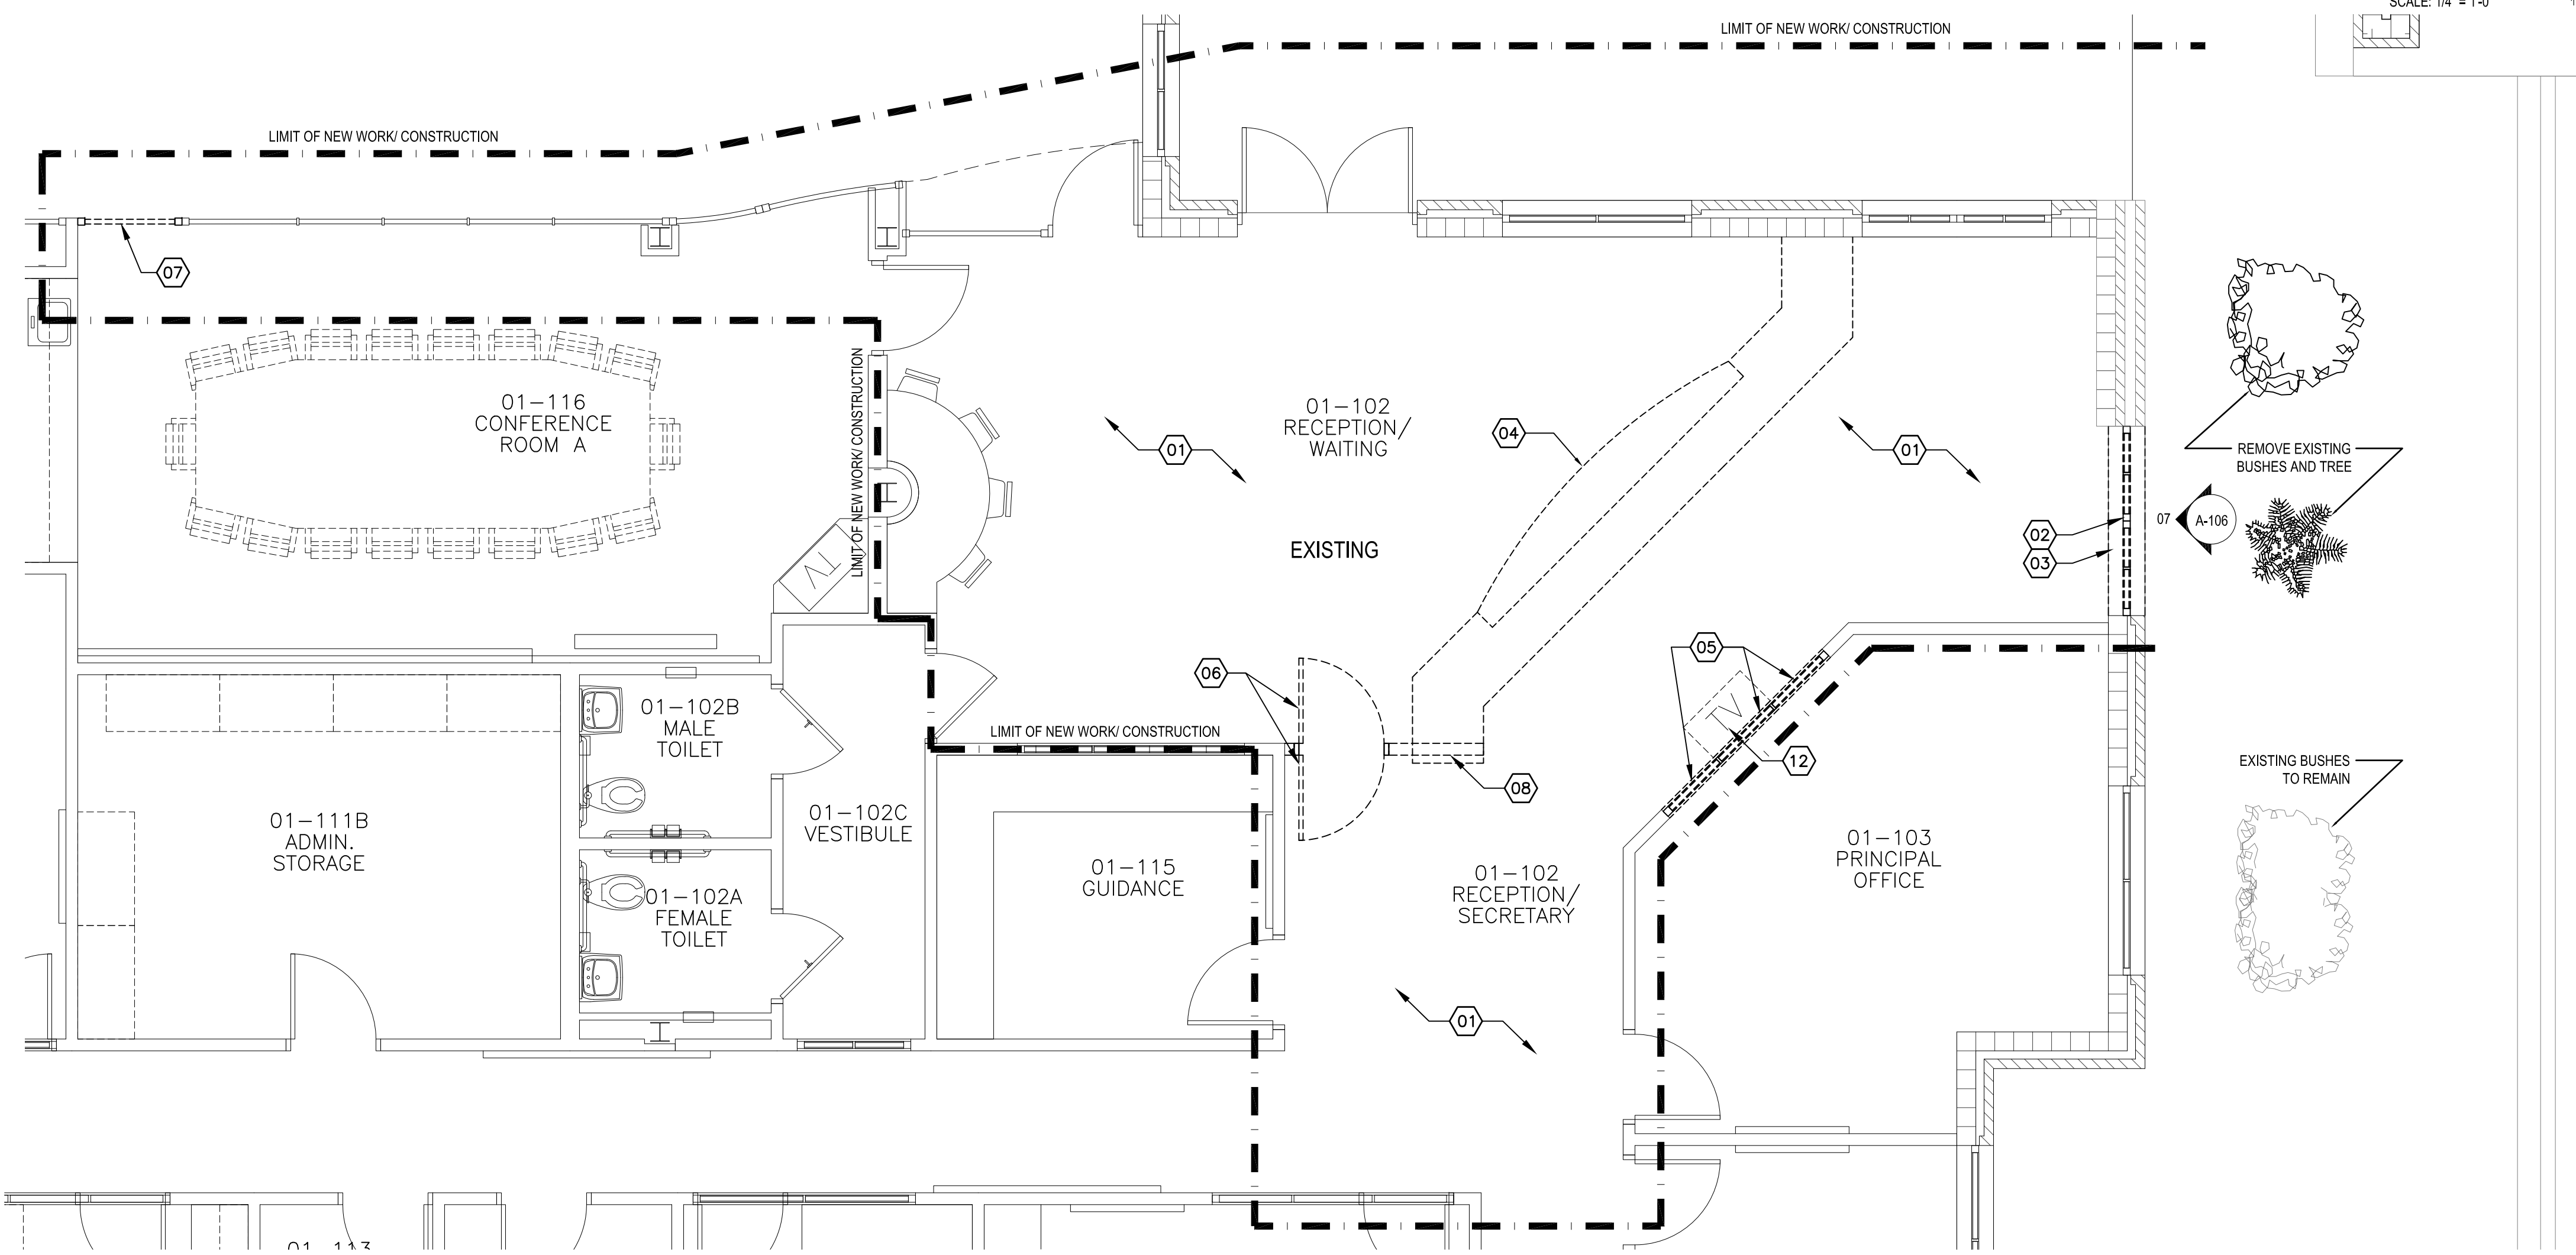 SCALE: 1/4" = 1'-0"
LIMIT OF NEW WORK/ CONSTRUCTION
LIMIT OF NEW WORK/ CONSTRUCTION
07
01-116
CONFERENCE
ROOM A
LIMIT OF NEW WORK/ CONSTRUCTION
TV
01
01-102
RECEPTION/
WAITING
04
01
EXISTING
REMOVE EXISTING
BUSHES AND TREE
02
03
07
A-106
05
06
TV
12
08
LIMIT OF NEW WORK/ CONSTRUCTION
01-102B
MALE
TOILET
01-111B
ADMIN.
STORAGE
01-102C
VESTIBULE
01-102A
FEMALE
TOILET
01-115
GUIDANCE
01-102
RECEPTION/
SECRETARY
01-103
PRINCIPAL
OFFICE
EXISTING BUSHES
TO REMAIN
01
01-113